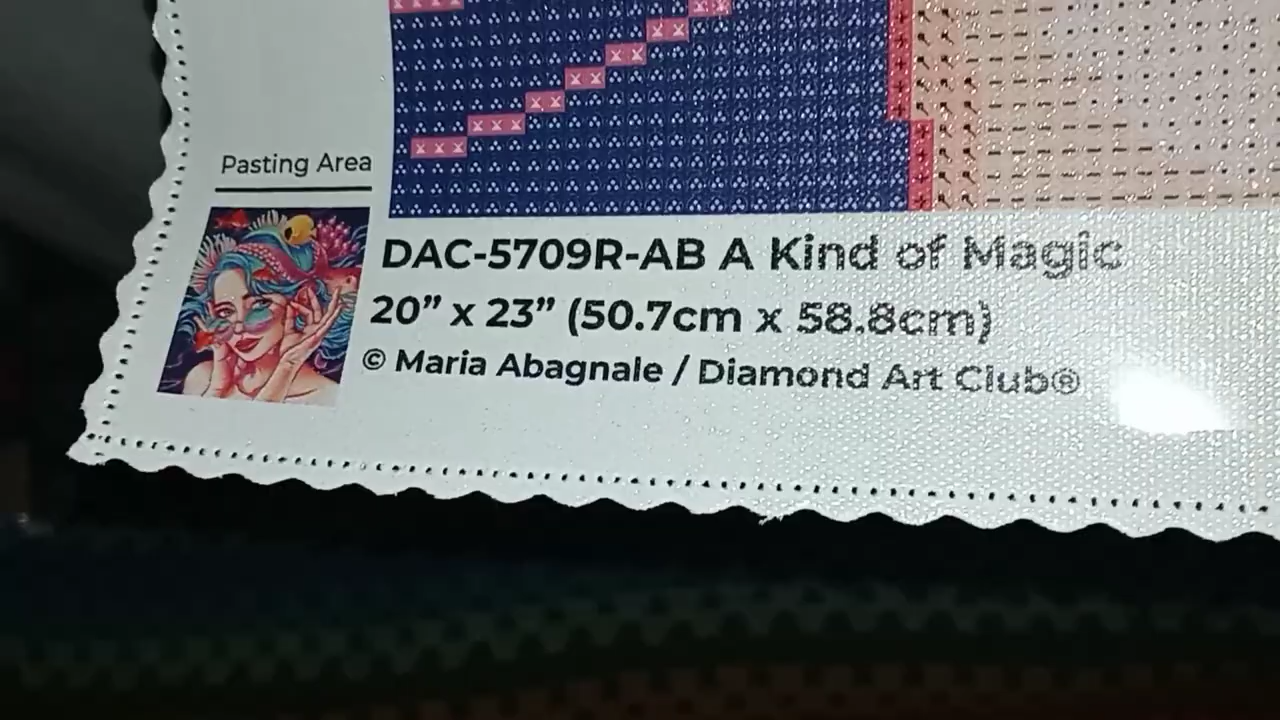 Pasting Area
DAC-5709R-AB A Kind of Magic
20” x 23” (50.7cm x 58.8cm)
© Maria Abagnale / Diamond Art Club®